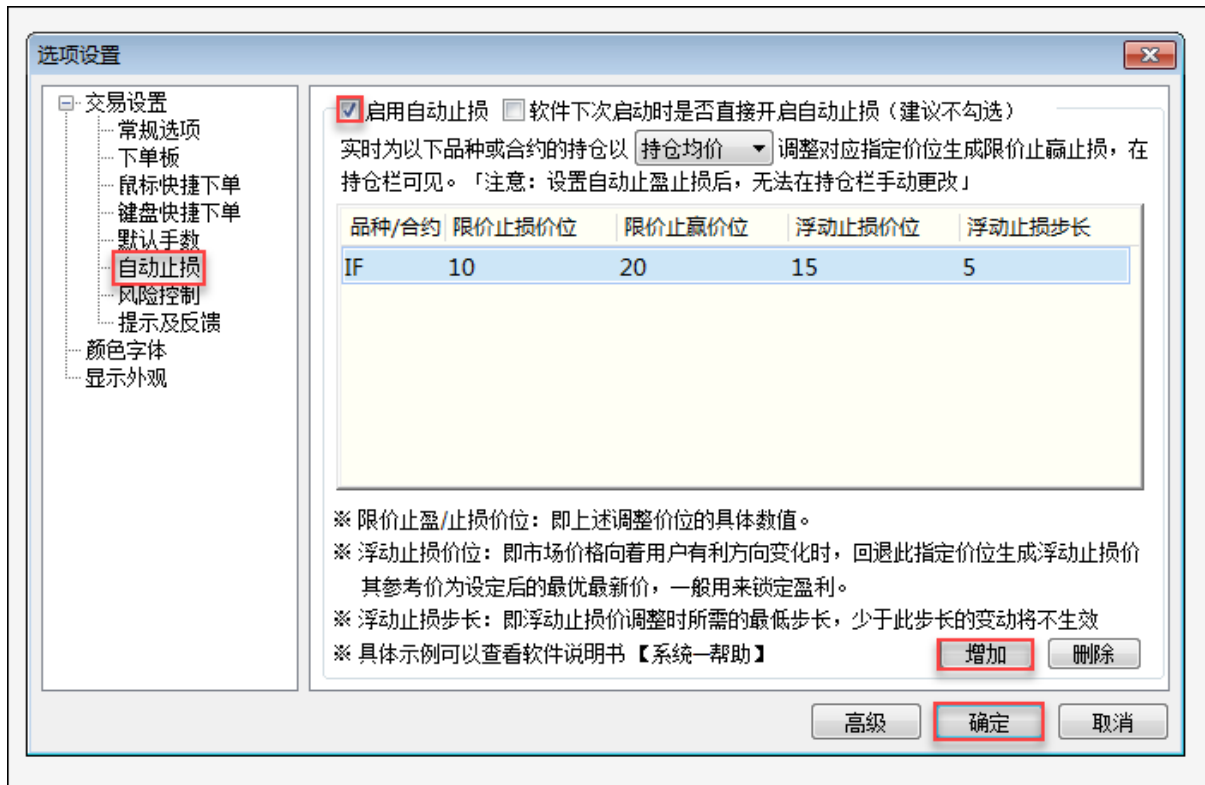 选项设置
交易设置
常规选项
下单板
鼠标快捷下单
键盘快捷下单
默认手数
自动止损
风险控制
提示及反馈
颜色字体
显示外观
启用自动止损 软件下次启动时是否直接开启自动止损（建议不勾选）
实时为以下品种或合约的持仓以 持仓均价 调整对应指定价位生成限价止赢止损，在
持仓栏可见。「注意：设置自动止盈止损后，无法在持仓栏手动更改」
品种/合约 限价止损价位 限价止赢价位 浮动止损价位 浮动止损步长
IF 10 20 15 5
※ 限价止盈/止损价位：即上述调整价位的具体数值。
※ 浮动止损价位：即市场价格向着用户有利方向变化时，回退此指定价位生成浮动止损价
其参考价为设定后的最优最新价，一般用来锁定盈利。
※ 浮动止损步长：即浮动止损价调整时所需的最低步长，少于此步长的变动将不生效
※ 具体示例可以查看软件说明书【系统—帮助】 增加 删除
高级 确定 取消